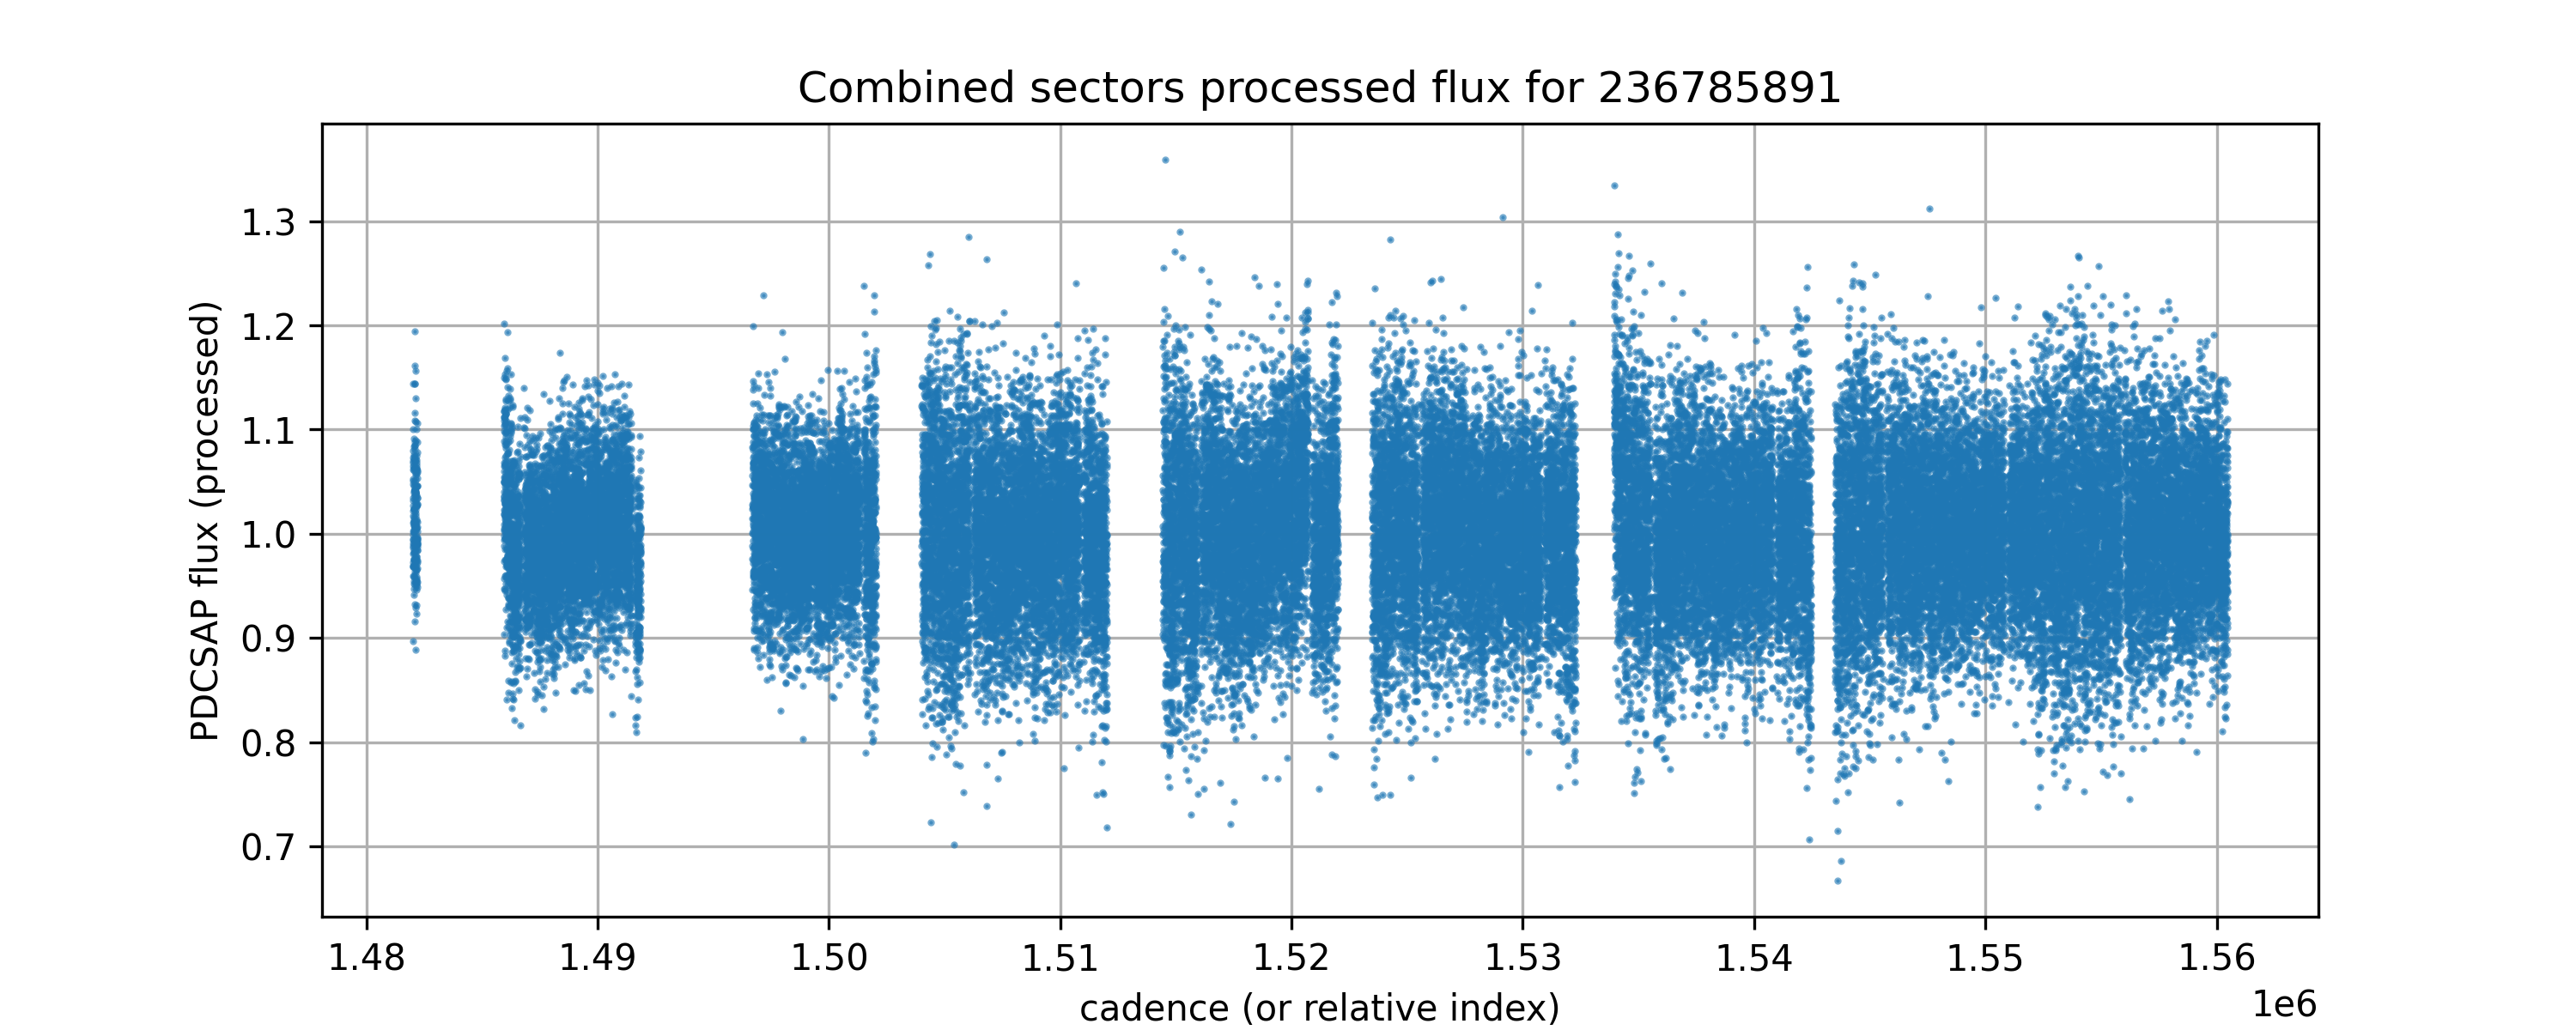 Combined sectors processed flux for 236785891
PDCSAP flux (processed)
1.3
1.2
1.1
1.0
0.9
0.8
0.7
1.48 1.49 1.50 1.51 1.52 1.53 1.54 1.55 1.56
1e6
cadence (or relative index)